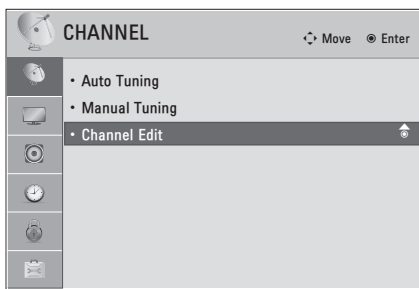 CHANNEL
Move Enter
• Auto Tuning
• Manual Tuning
• Channel Edit